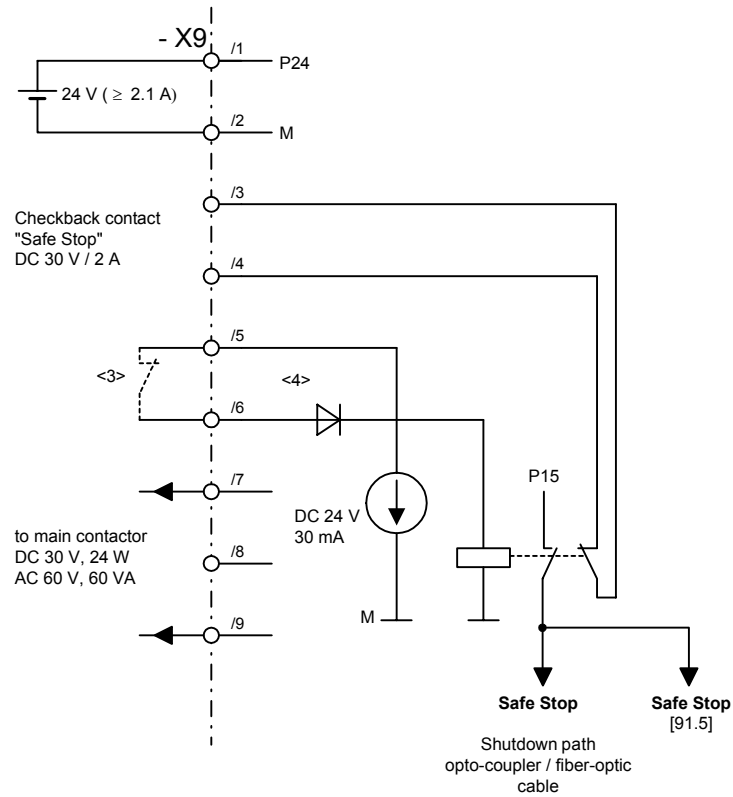 - X9
/1
P24
24 V ( ≥ 2.1 A)
/2
M
/3
Checkback contact
"Safe Stop"
DC 30 V / 2 A
/4
/5
<3>
<4>
/6
P15
/7
DC 24 V
30 mA
to main contactor
DC 30 V, 24 W
AC 60 V, 60 VA
/8
M
/9
Safe Stop
Safe Stop
[91.5]
Shutdown path
opto-coupler / fiber-optic
cable